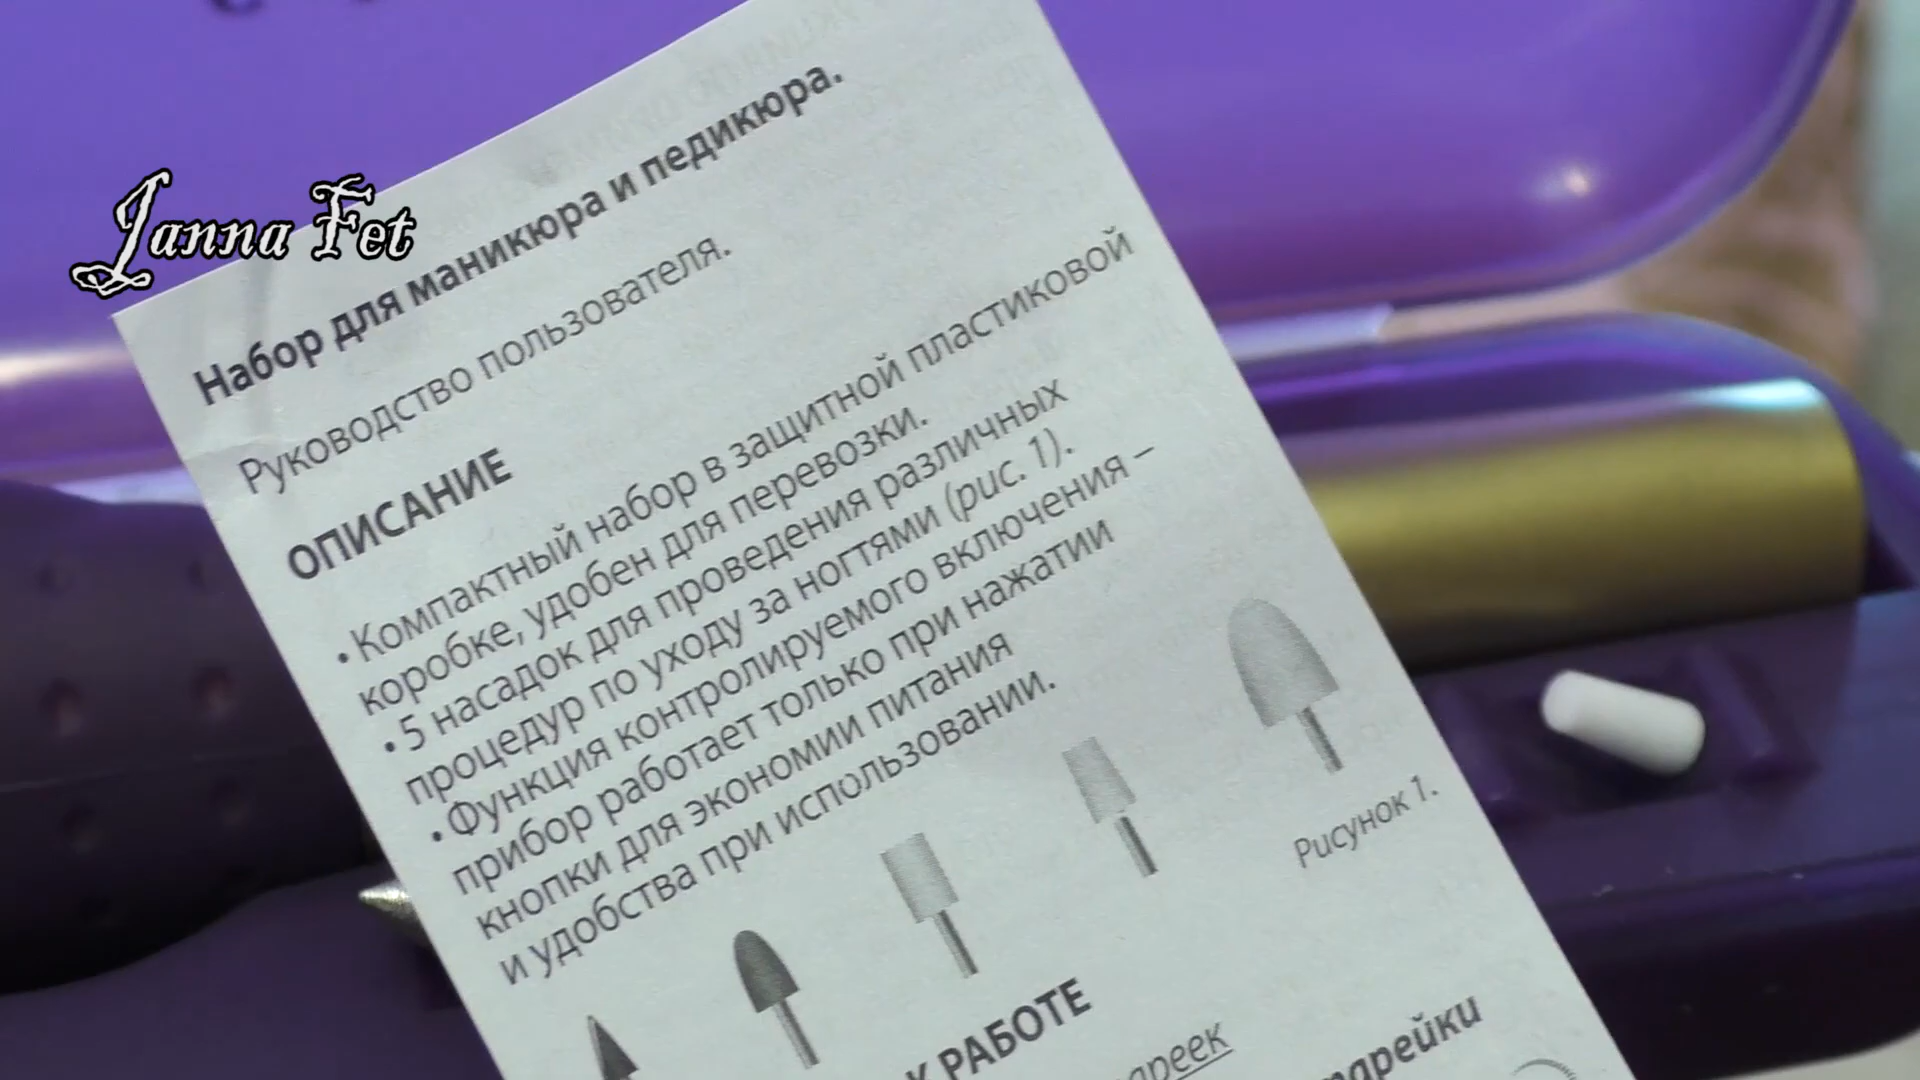 Janna Fet
Набор для маникюра и педикюра.
Руководство пользователя.
ОПИСАНИЕ
• Компактный набор в защитной пластиковой
коробке, удобен для перевозки.
• 5 насадок для проведения различных
процедур по уходу за ногтями (рис. 1).
• Функция контролируемого включения –
прибор работает только при нажатии
кнопки для экономии питания
и удобства при использовании.
Рисунок 1.
К РАБОТЕ